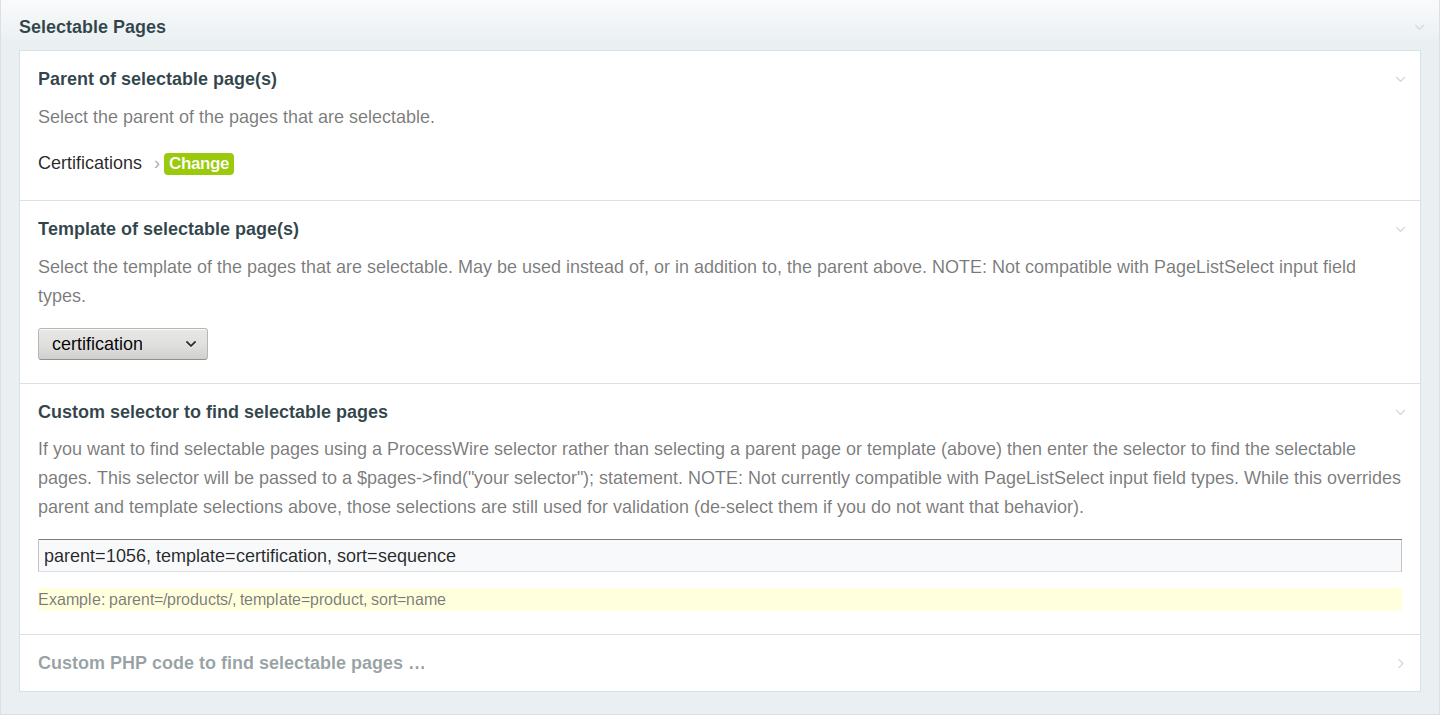 Selectable Pages
Parent of selectable page(s)
Select the parent of the pages that are selectable.
Certifications › Change
Template of selectable page(s)
Select the template of the pages that are selectable. May be used instead of, or in addition to, the parent above. NOTE: Not compatible with PageListSelect input field
types.
certification
Custom selector to find selectable pages
If you want to find selectable pages using a ProcessWire selector rather than selecting a parent page or template (above) then enter the selector to find the selectable
pages. This selector will be passed to a $pages->find("your selector"); statement. NOTE: Not currently compatible with PageListSelect input field types. While this overrides
parent and template selections above, those selections are still used for validation (de-select them if you do not want that behavior).
parent=1056, template=certification, sort=sequence
Example: parent=/products/, template=product, sort=name
Custom PHP code to find selectable pages …